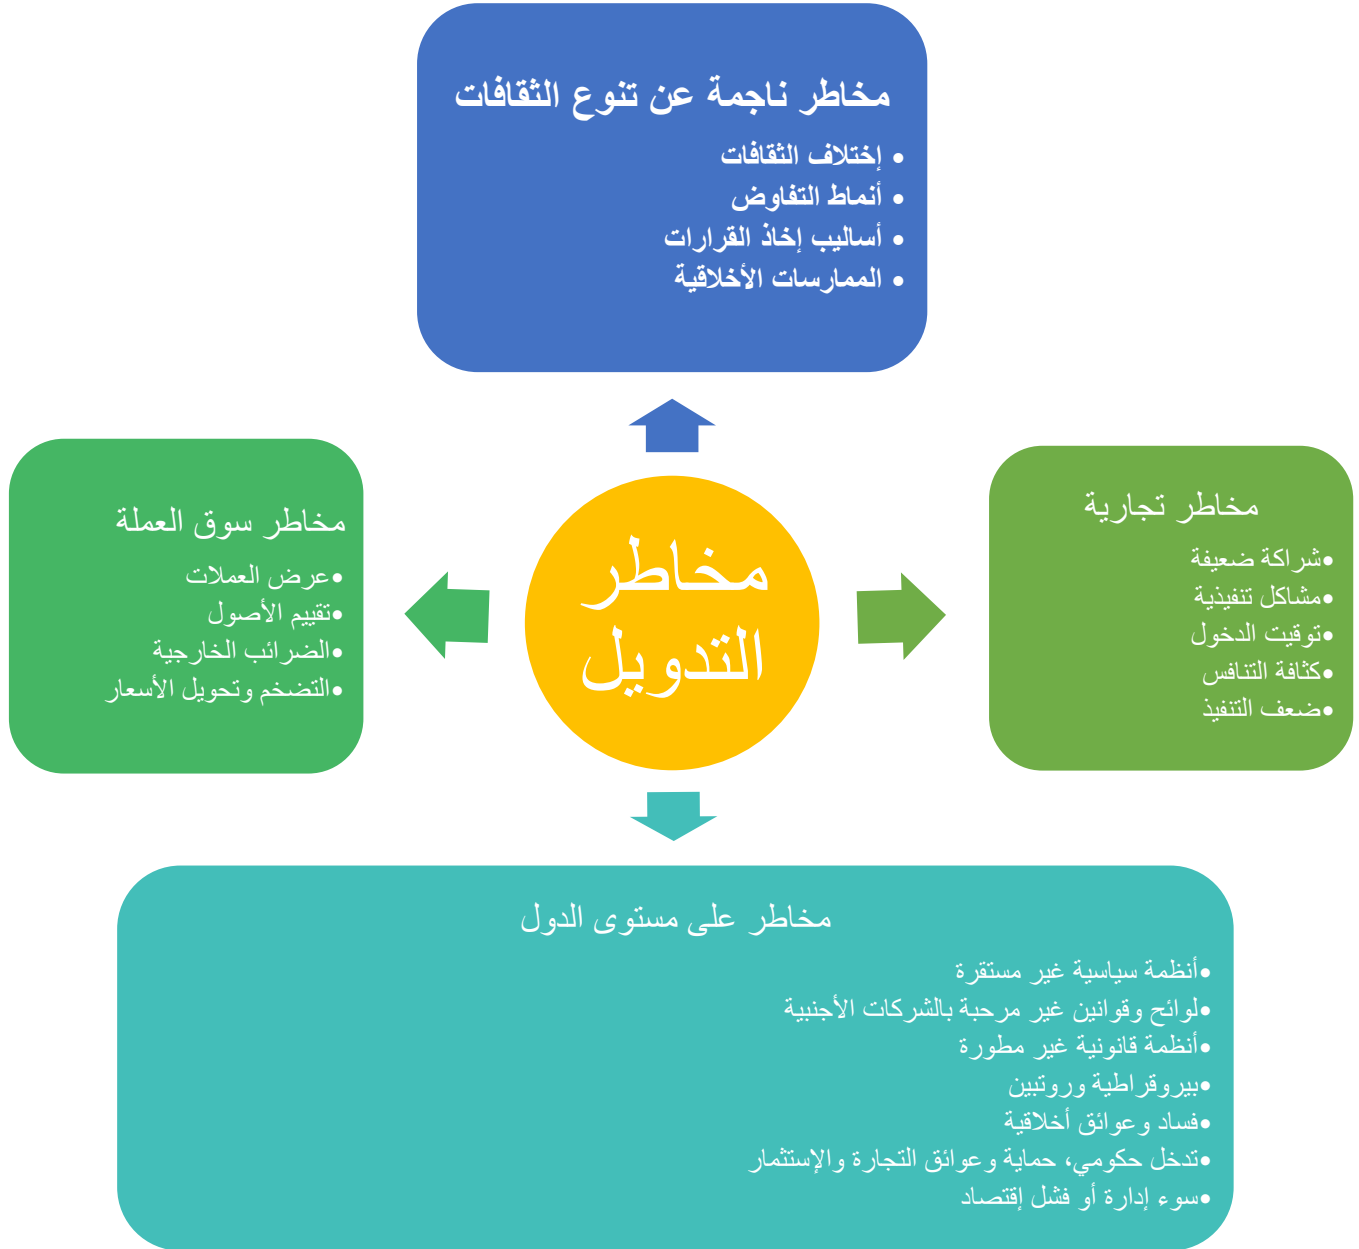 مخاطر ناجمة عن تنوع الثقافات
• إختلاف الثقافات
• أنماط التفاوض
• أساليب إخاذ القرارات
• الممارسات الأخلاقية
مخاطر تجارية
•شراكة ضعيفة
•مشاكل تنفيذية
•توقيت الدخول
•كثافة التنافس
•ضعف التنفيذ
مخاطر
التدويل
مخاطر سوق العملة
•عرض العملات
•تقييم الأصول
•الضرائب الخارجية
•التضخم وتحويل الأسعار
مخاطر على مستوى الدول
•أنظمة سياسية غير مستقرة
•لوائح وقوانين غير مرحبة بالشركات الأجنبية
•أنظمة قانونية غير مطورة
•بيروقراطية وروتبين
•فساد وعوائق أخلاقية
•تدخل حكومي، حماية وعوائق التجارة والإستثمار
•سوء إدارة أو فشل إقتصاد